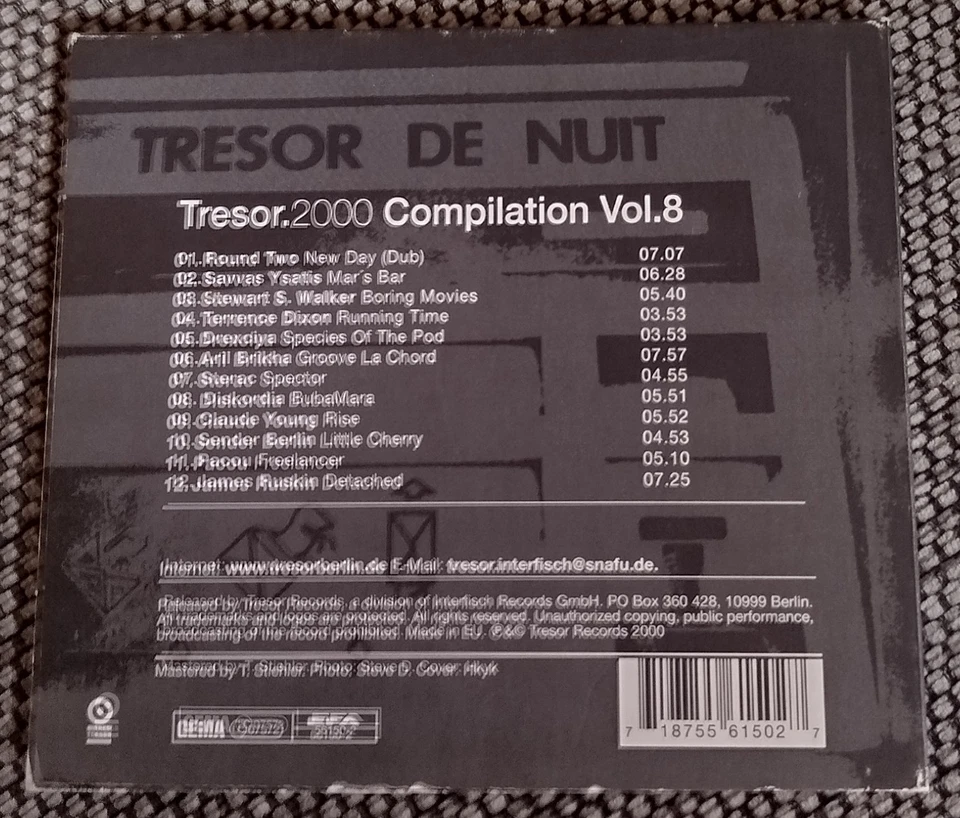 TRESOR DE NUIT
Tresor.2000 Compilation Vol.8
01. Round Two New Day (Dub) 07.07
02. Savvas Ysatis Mar´s Bar 06.28
03. Stewart S. Walker Boring Movies 05.40
04. Terrence Dixon Running Time 03.53
05. Drexciya Species Of The Pod 03.53
06. Aril Brikha Groove La Chord 07.57
07. Sterac Spector 04.55
08. Diskordia BubaMara 05.51
09. Claude Young Rise 05.52
10. Sender Berlin Little Cherry 04.53
11. Pacou Freelancer 05.10
12. James Ruskin Detached 07.25
Internet: www.tresorberlin.de E-Mail: tresor.interfisch@snafu.de.
Released by Tresor Records, a division of Interfisch Records GmbH. PO Box 360 428, 10999 Berlin.
All trademarks and logos are protected. All rights reserved. Unauthorized copying, public performance,
broadcasting of this record prohibited. Made in EU. ℗&© Tresor Records 2000
Mastered by T. Stiehler. Photo: Steve D. Cover: Hkyk
GEMA
7 18755 61502 7